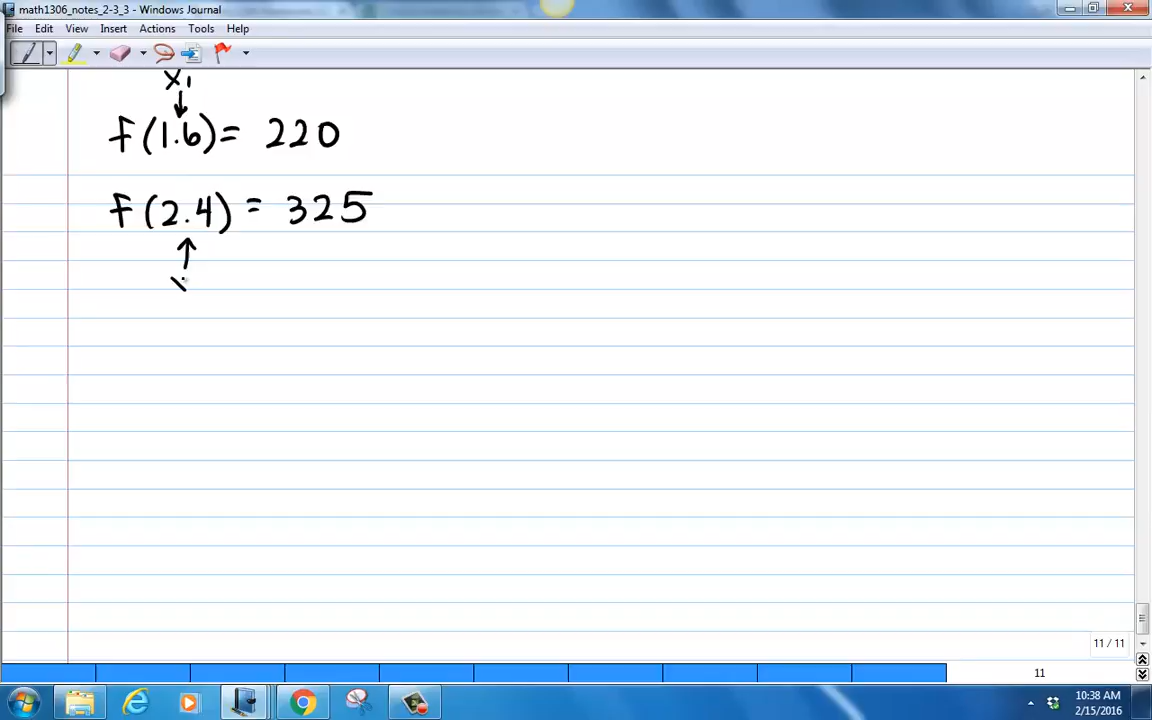 math1306_notes_2-3_3 - Windows Journal
File Edit View Insert Actions Tools Help
x₁
f(1.6) = 220
f(2.4) = 325
11 / 11
11
10:38 AM
2/15/2016